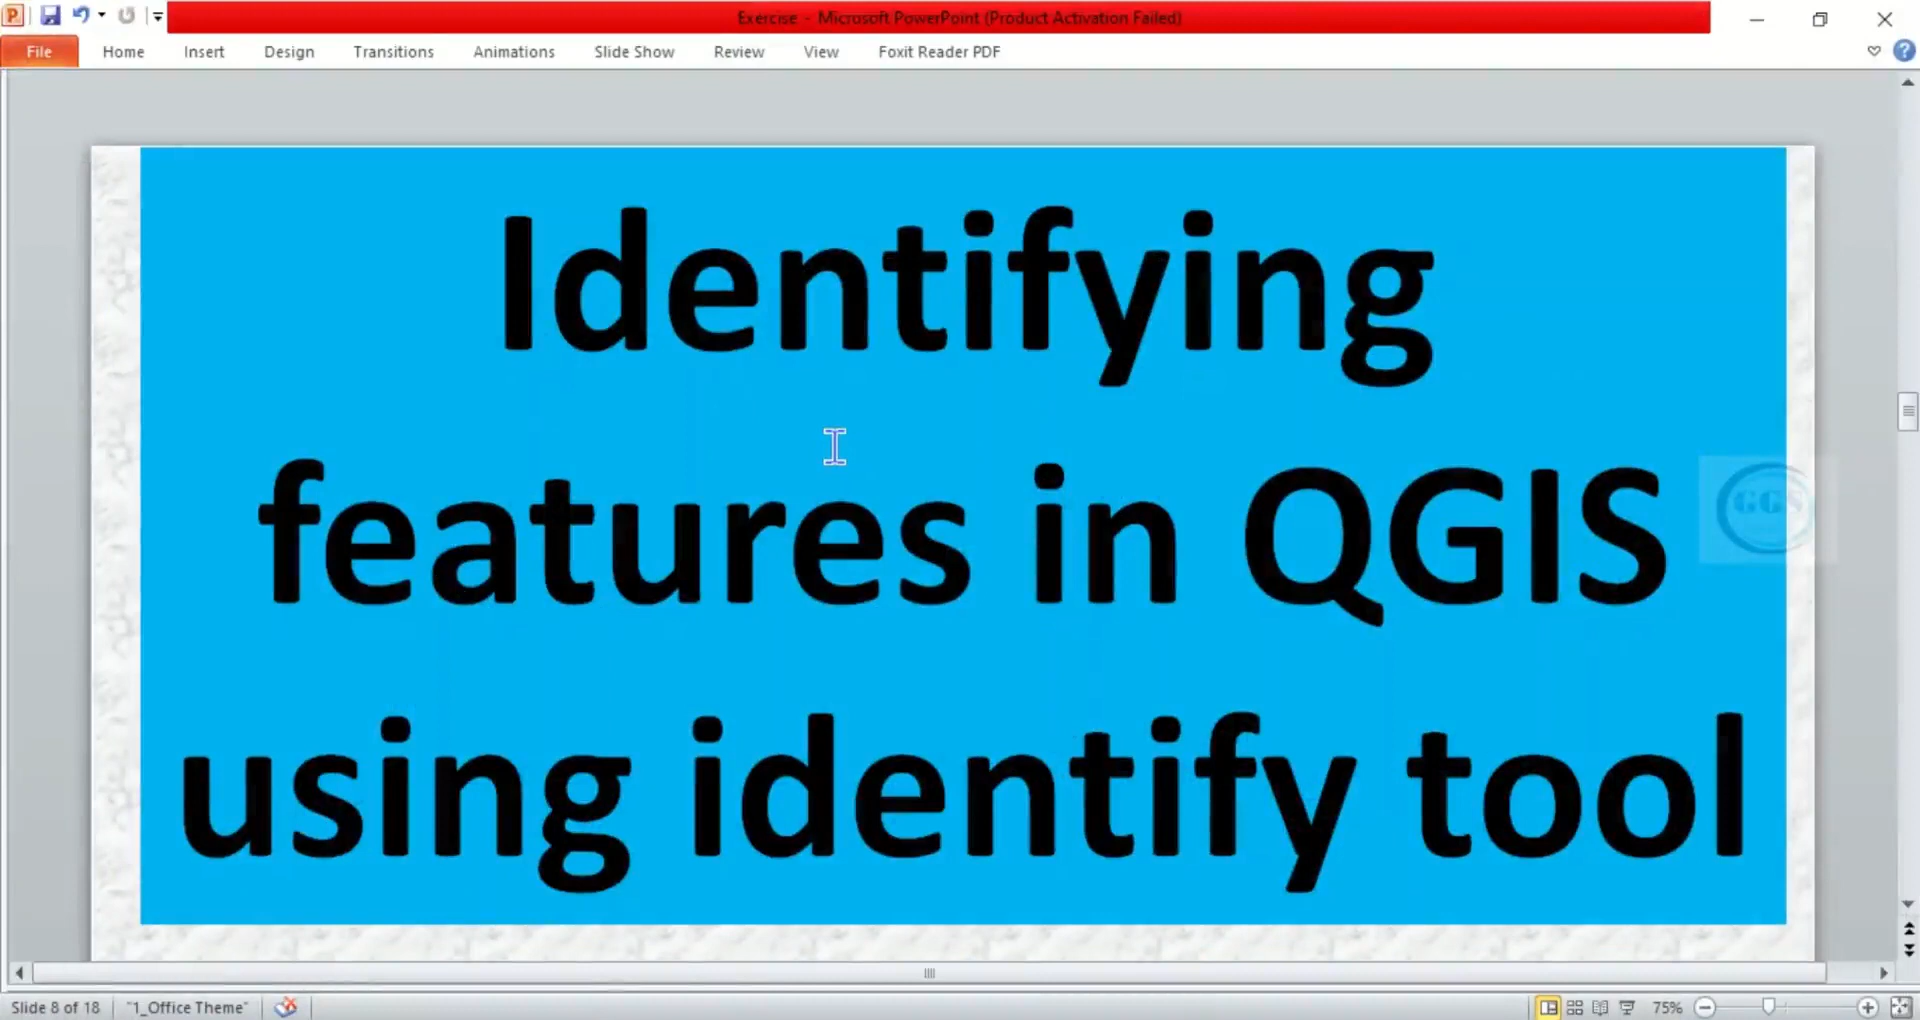 Exercise - Microsoft PowerPoint (Product Activation Failed)
File Home Insert Design Transitions Animations Slide Show Review View Foxit Reader PDF
Identifying
features in QGIS
using identify tool
GGS
Slide 8 of 18 "1_Office Theme" 75%